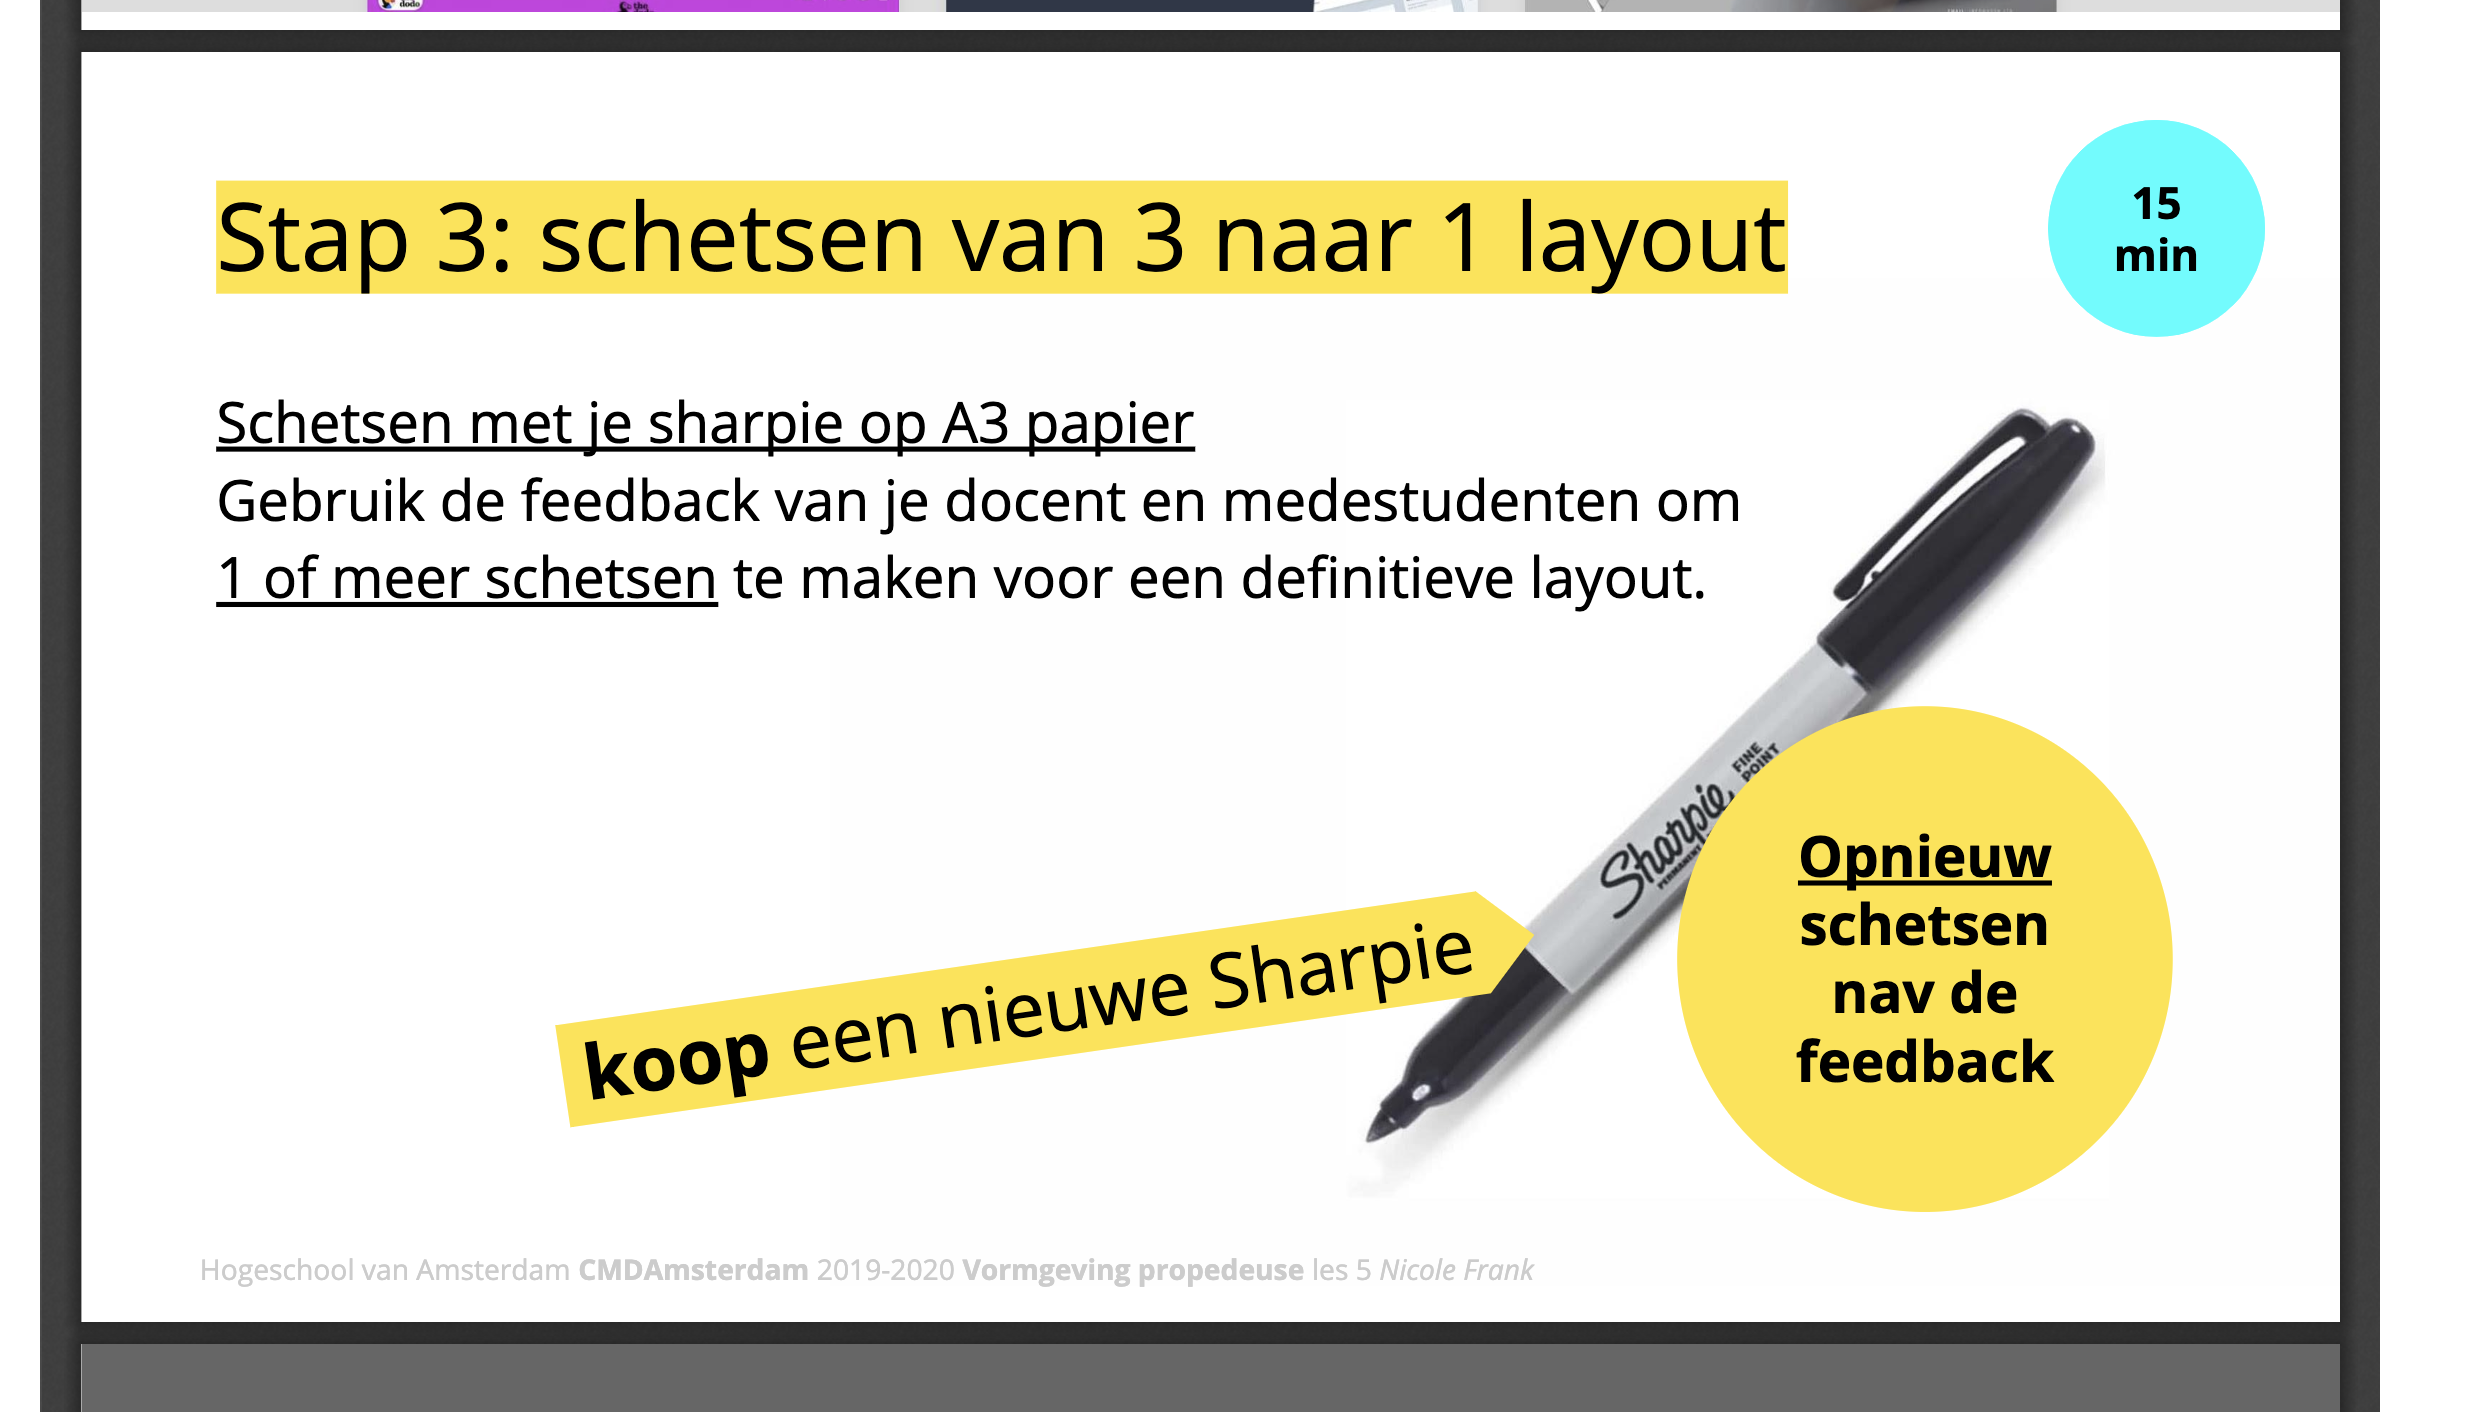 dodo
the
Stap 3: schetsen van 3 naar 1 layout
15
min
Schetsen met je sharpie op A3 papier
Gebruik de feedback van je docent en medestudenten om
1 of meer schetsen te maken voor een definitieve layout.
FINE
POINT
Sharpie
PERMANENT
koop een nieuwe Sharpie
Opnieuw
schetsen
nav de
feedback
Hogeschool van Amsterdam CMDAmsterdam 2019-2020 Vormgeving propedeuse les 5 Nicole Frank